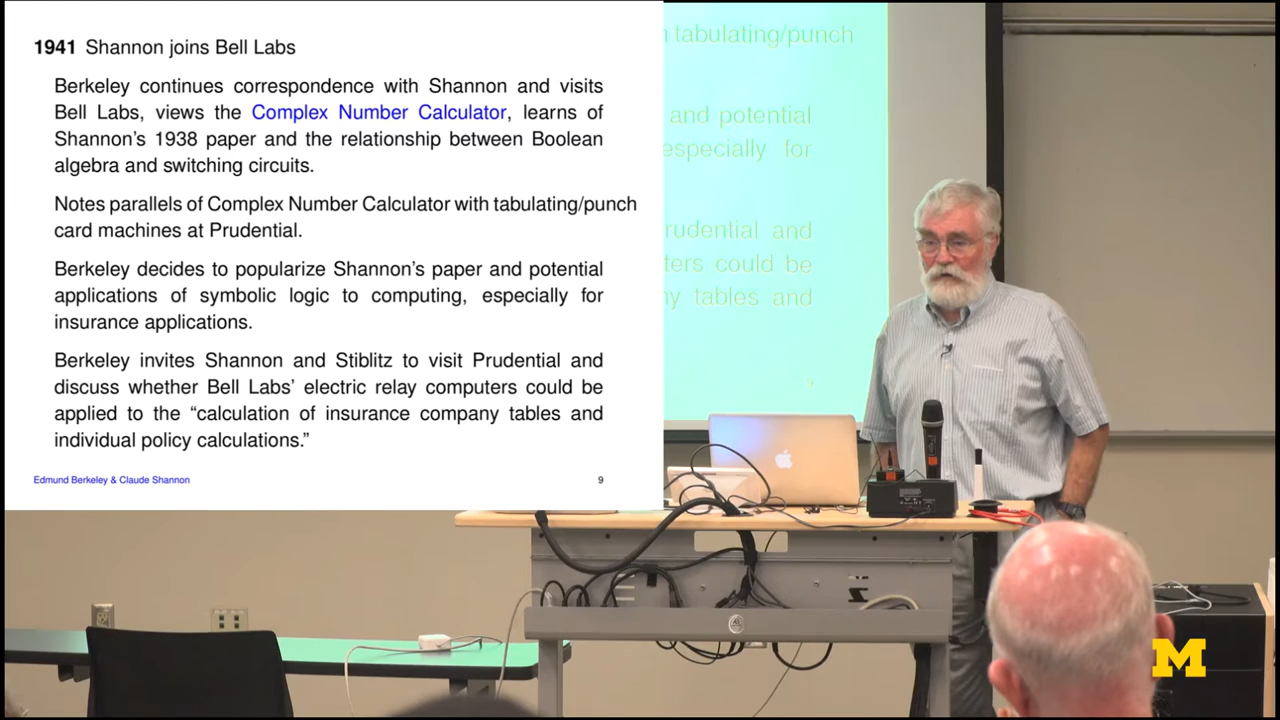 1941 Shannon joins Bell Labs
Berkeley continues correspondence with Shannon and visits
Bell Labs, views the Complex Number Calculator, learns of
Shannon's 1938 paper and the relationship between Boolean
algebra and switching circuits.
Notes parallels of Complex Number Calculator with tabulating/punch
card machines at Prudential.
Berkeley decides to popularize Shannon's paper and potential
applications of symbolic logic to computing, especially for
insurance applications.
Berkeley invites Shannon and Stiblitz to visit Prudential and
discuss whether Bell Labs' electric relay computers could be
applied to the “calculation of insurance company tables and
individual policy calculations.”
Edmund Berkeley & Claude Shannon 9
tabulating/punch
and potential
especially for
rudential and
ters could be
tables and
9
M